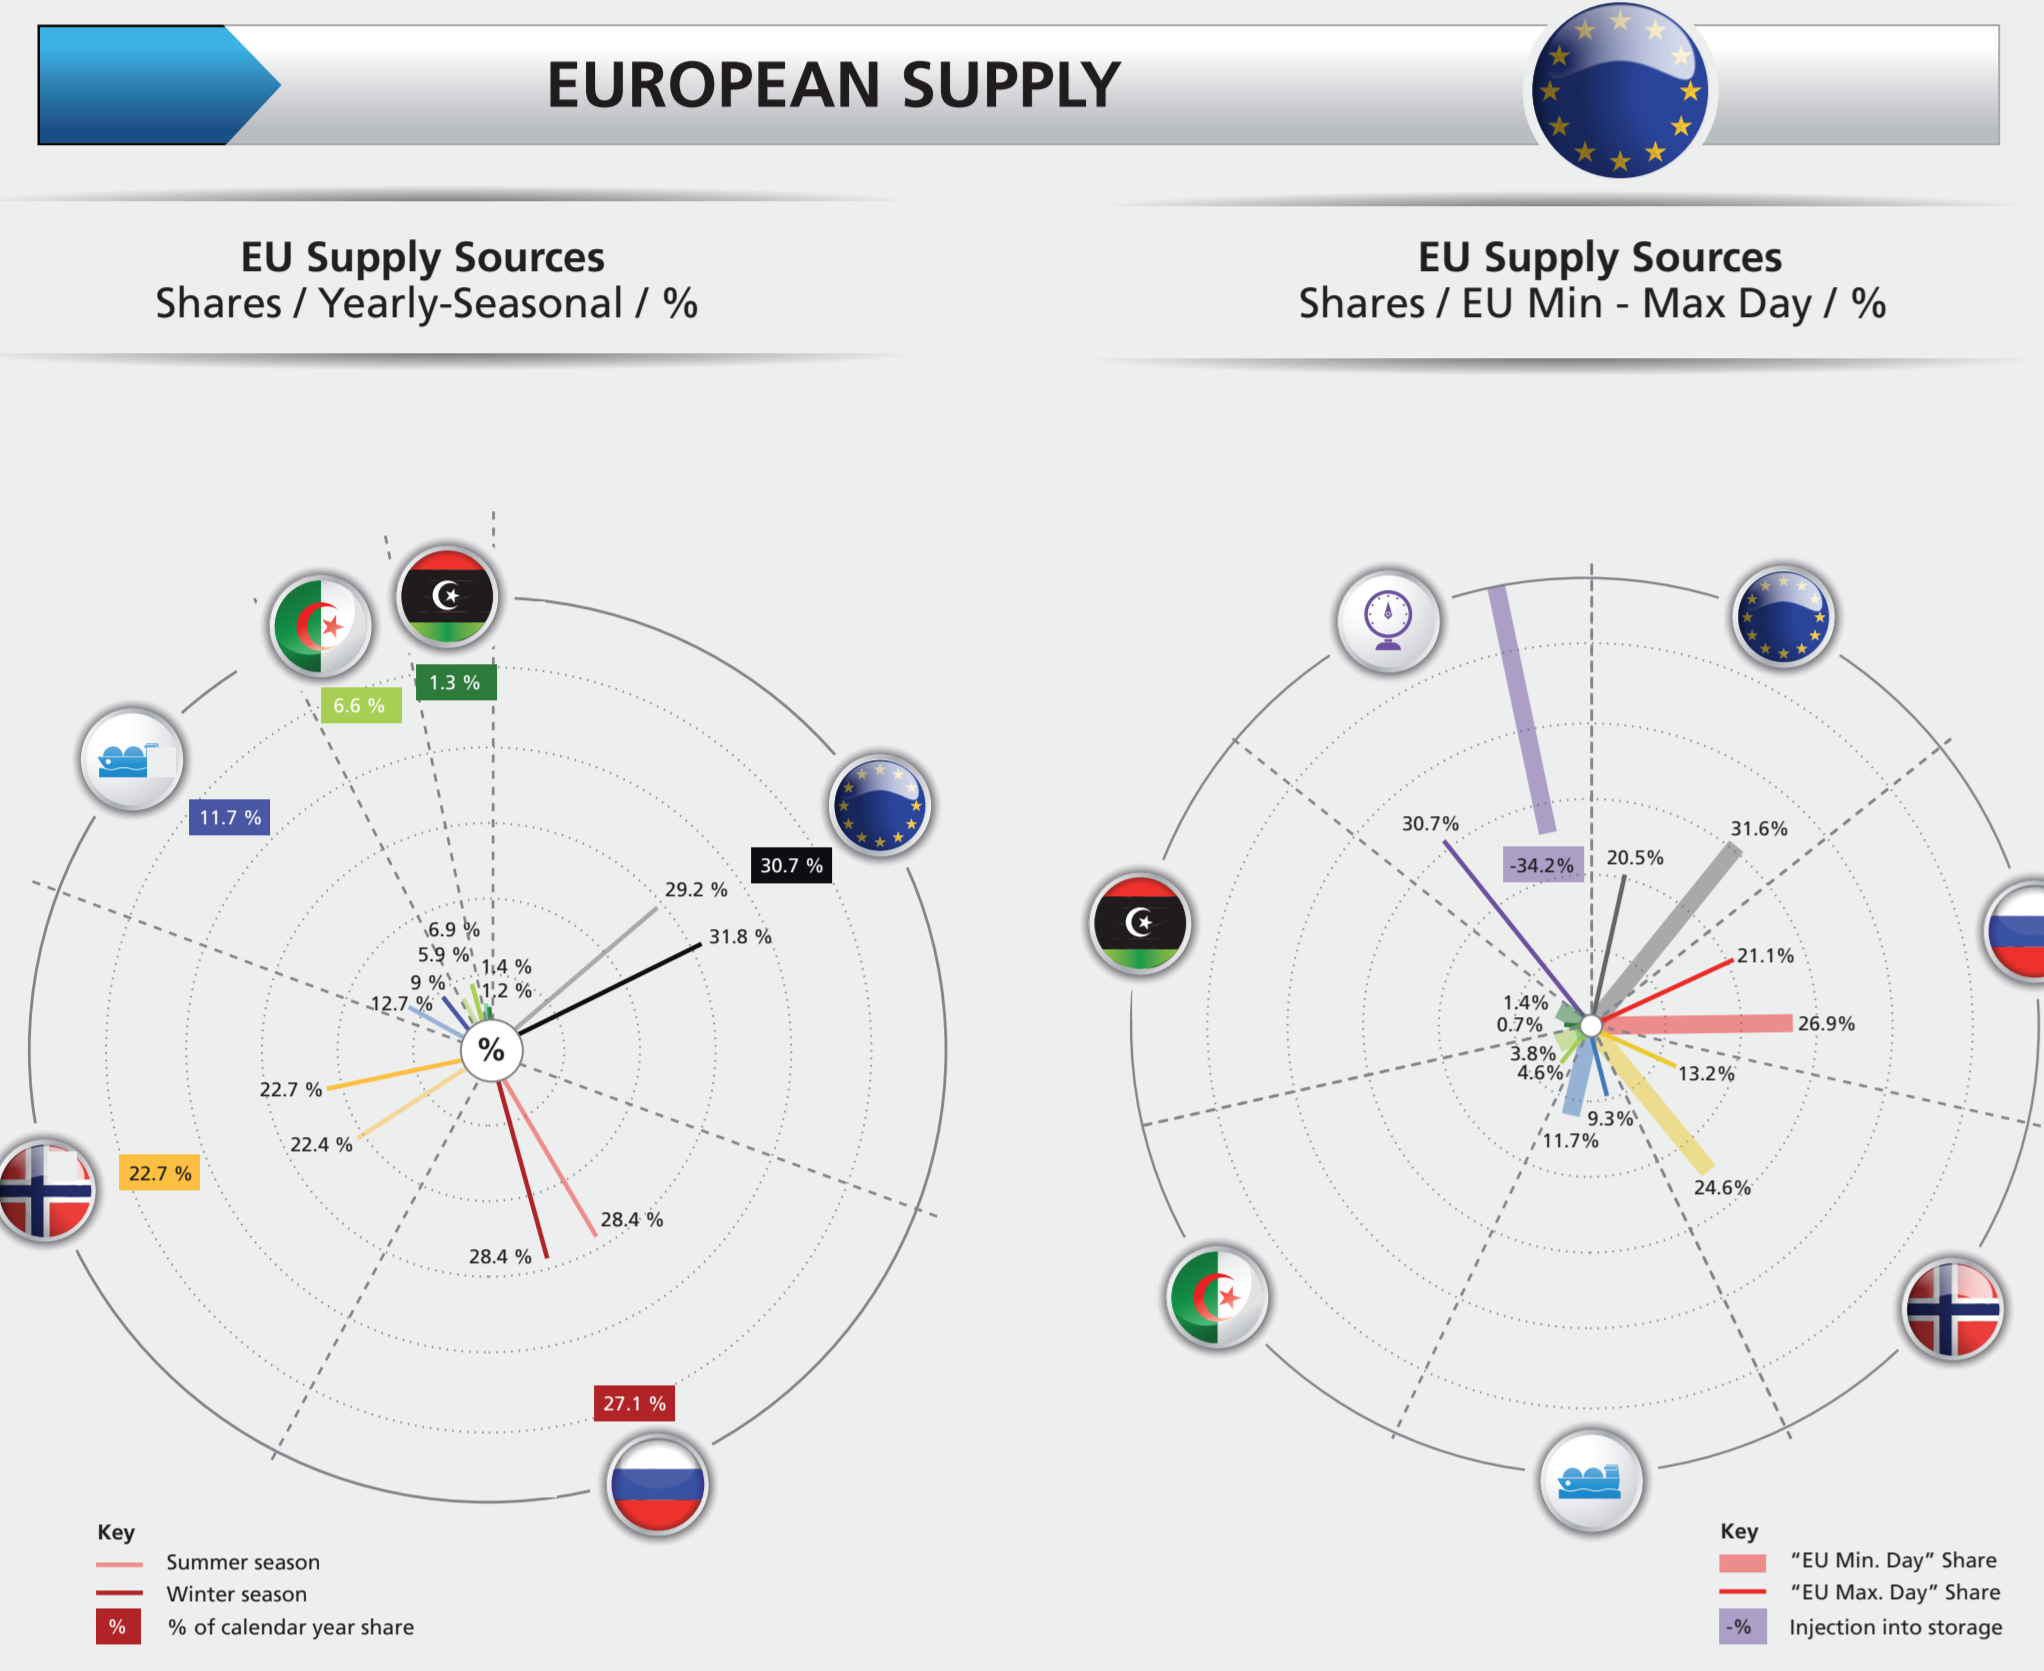 EUROPEAN SUPPLY
EU Supply Sources
Shares / Yearly-Seasonal / %
1.3 %
6.6 %
11.7 %
30.7 %
29.2 %
31.8 %
6.9 %
5.9 %
1.4 %
9 %
1.2 %
12.7 %
%
22.7 %
22.4 %
22.7 %
28.4 %
28.4 %
27.1 %
Key
Summer season
Winter season
% % of calendar year share
EU Supply Sources
Shares / EU Min - Max Day / %
30.7%
31.6%
-34.2%
20.5%
21.1%
1.4%
0.7%
26.9%
3.8%
4.6%
13.2%
9.3%
11.7%
24.6%
Key
“EU Min. Day” Share
“EU Max. Day” Share
-% Injection into storage